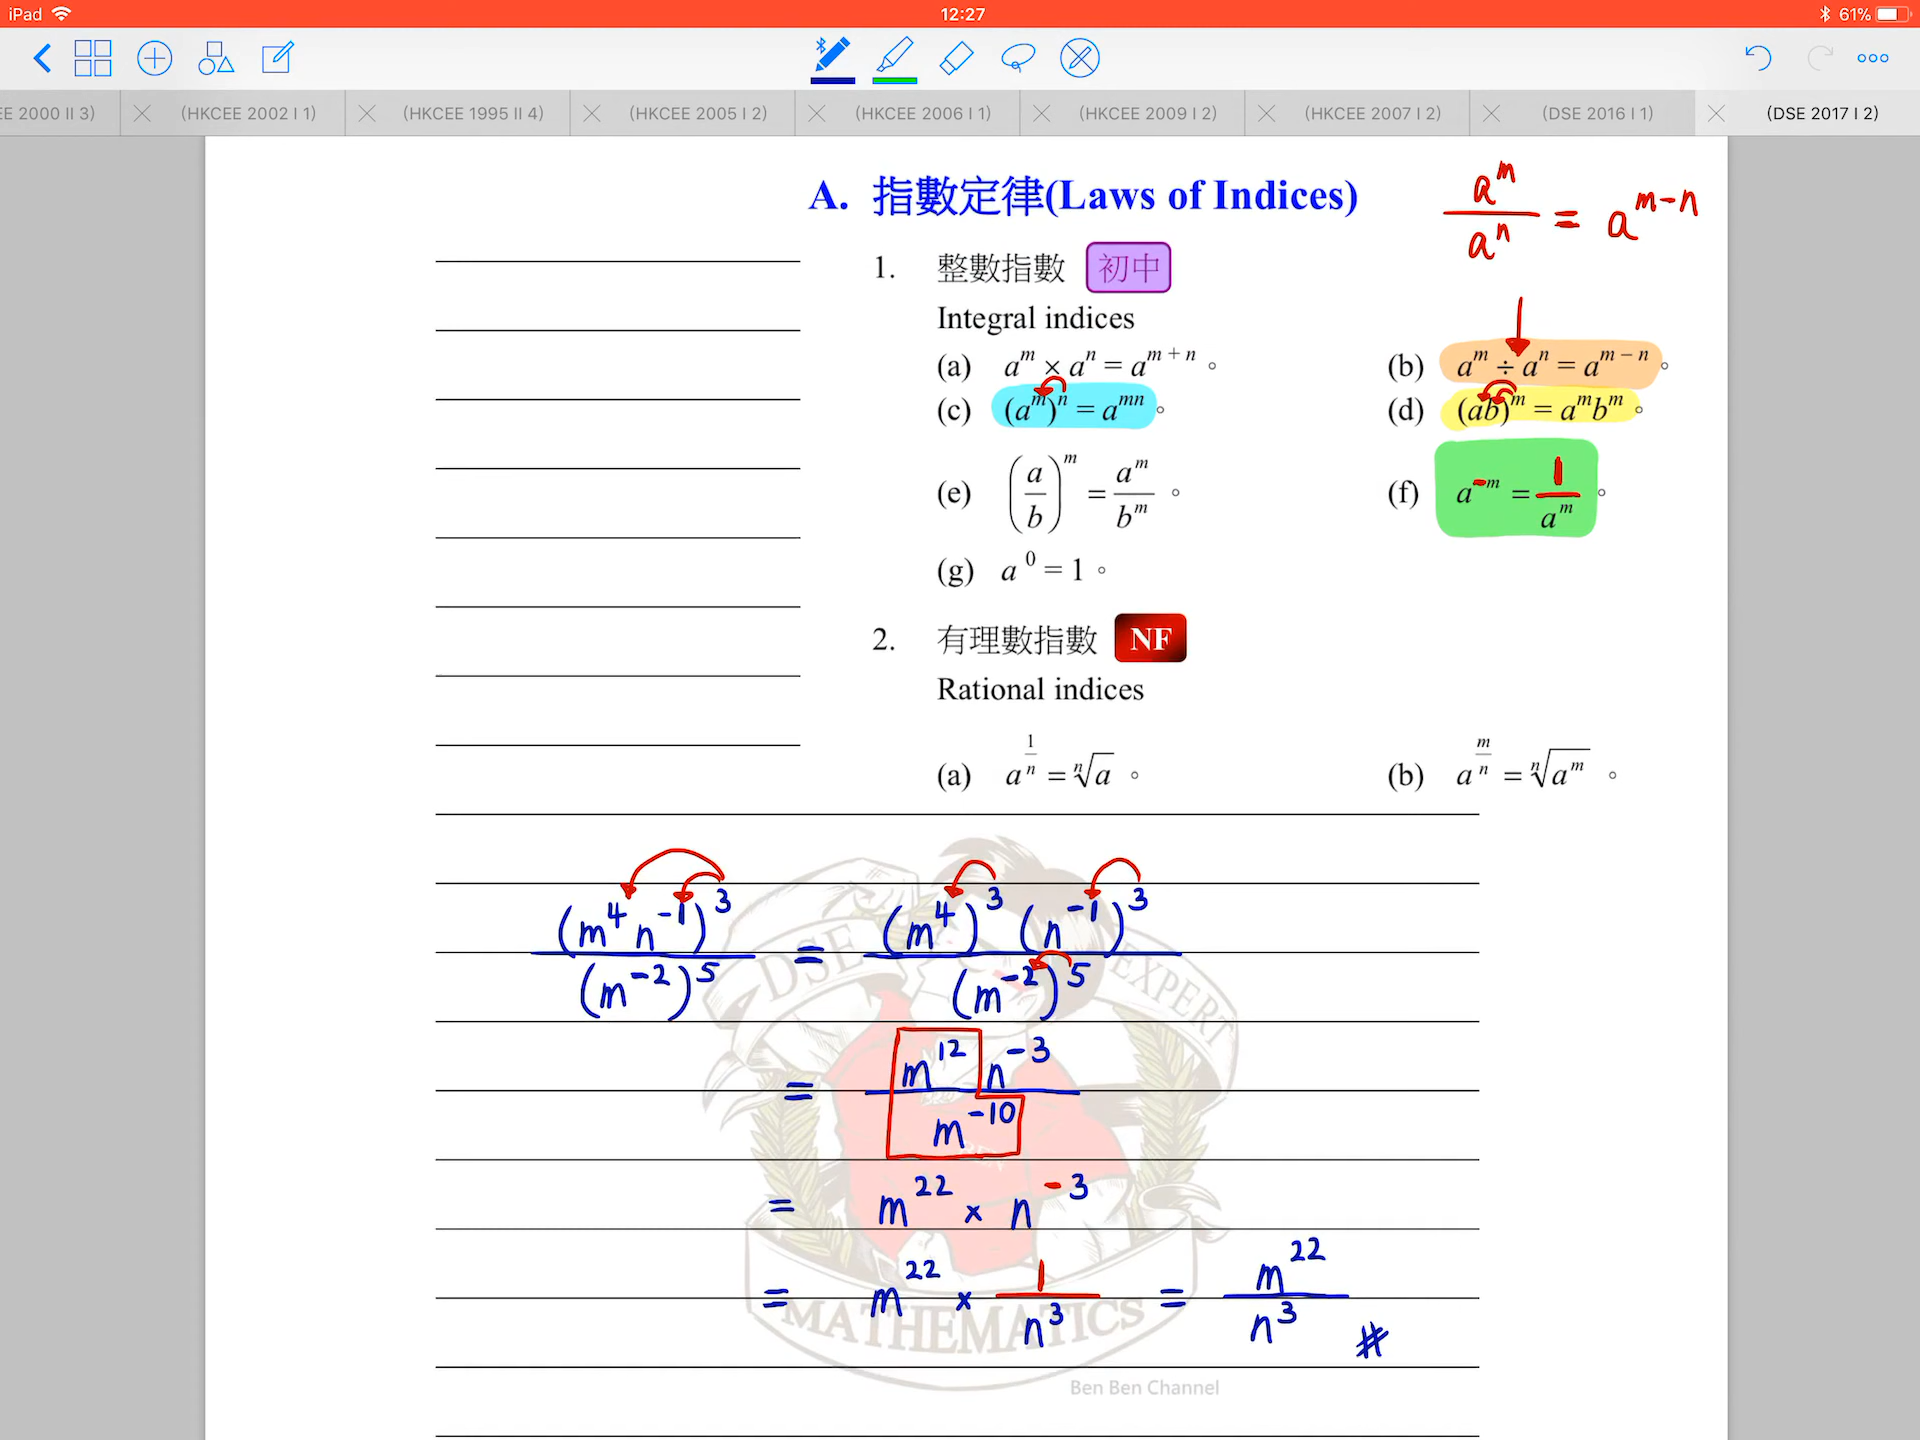 iPad 12:27 61%
E 2000 II 3) (HKCEE 2002 I 1) (HKCEE 1995 II 4) (HKCEE 2005 I 2) (HKCEE 2006 I 1) (HKCEE 2009 I 2) (HKCEE 2007 I 2) (DSE 2016 I 1) (DSE 2017 I 2)
A. 指數定律(Laws of Indices)
a^m / a^n = a^(m-n)
1. 整數指數 初中
Integral indices
(a) a^m × a^n = a^(m + n)。 (b) a^m ÷ a^n = a^(m − n)。
(c) (a^m)^n = a^(mn)。 (d) (ab)^m = a^m b^m。
(e) (a/b)^m = a^m / b^m。 (f) a^(-m) = 1 / a^m。
(g) a^0 = 1。
2. 有理數指數 NF
Rational indices
(a) a^(1/n) = ⁿ√a。 (b) a^(m/n) = ⁿ√(a^m)。
(m^4 n^(-1))^3 / (m^(-2))^5 = (m^4)^3 (n^(-1))^3 / (m^(-2))^5
= m^12 n^(-3) / m^(-10)
= m^22 × n^(-3)
= m^22 × 1 / n^3 = m^22 / n^3 #
DSE EXPERT
MATHEMATICS
Ben Ben Channel